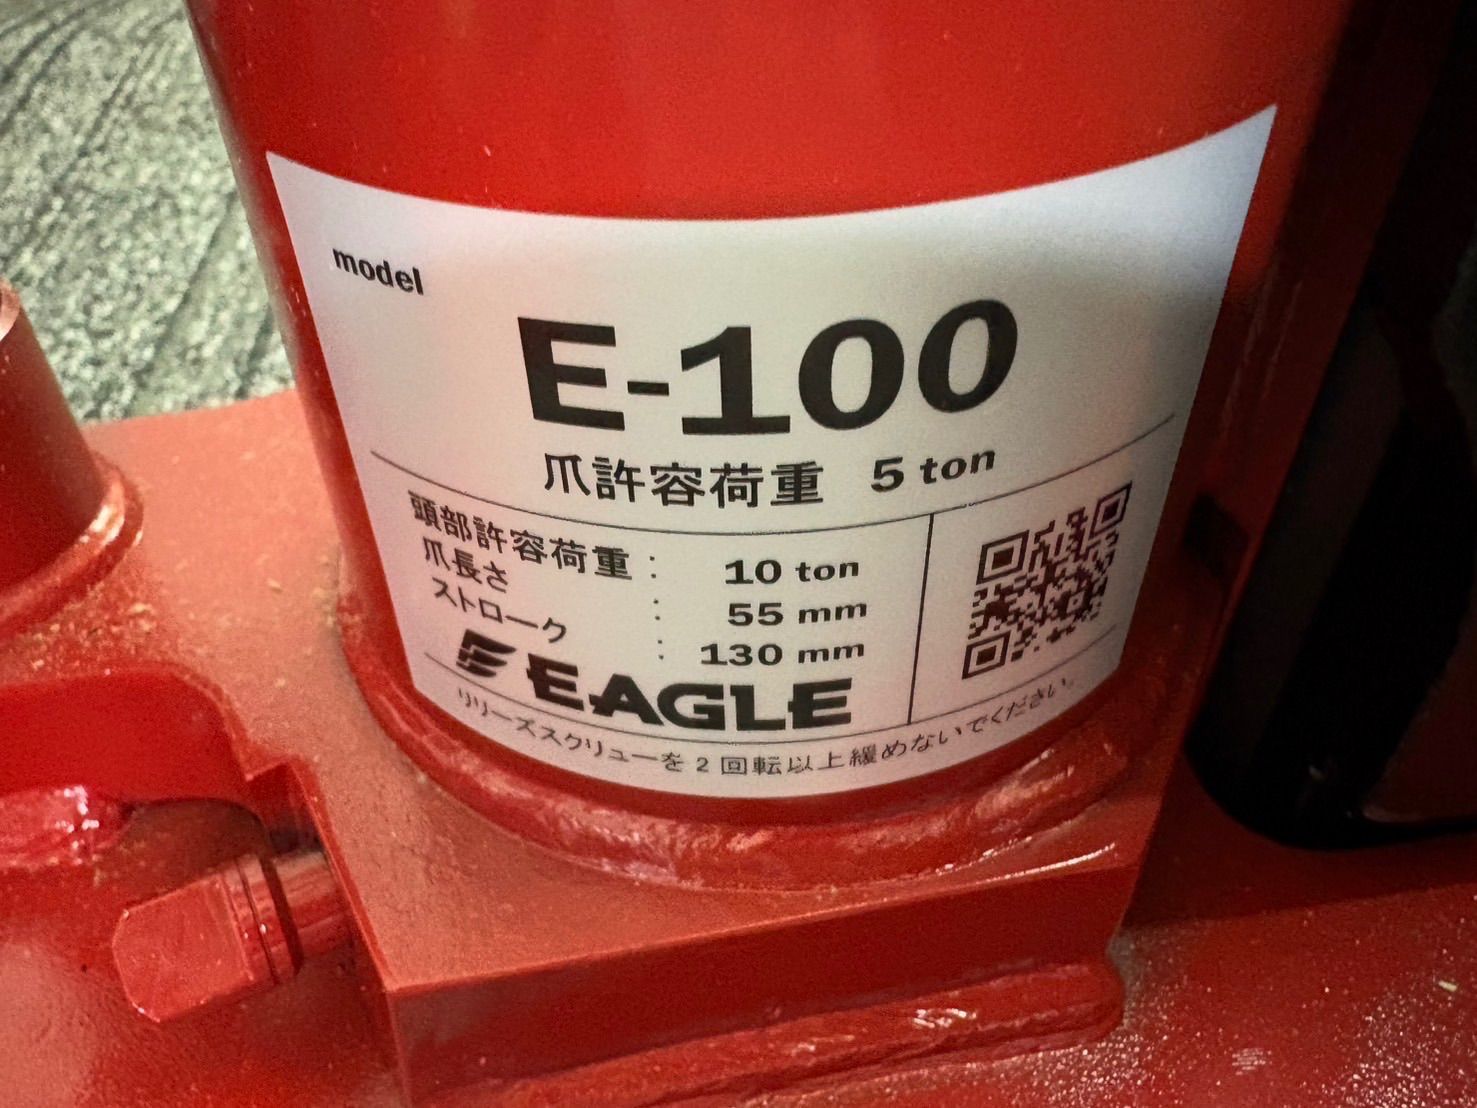 model
E-100
爪許容荷重 5 ton
頭部許容荷重 : 10 ton
爪長さ : 55 mm
ストローク : 130 mm
EAGLE
リリーズスクリューを2回転以上緩めないでください。